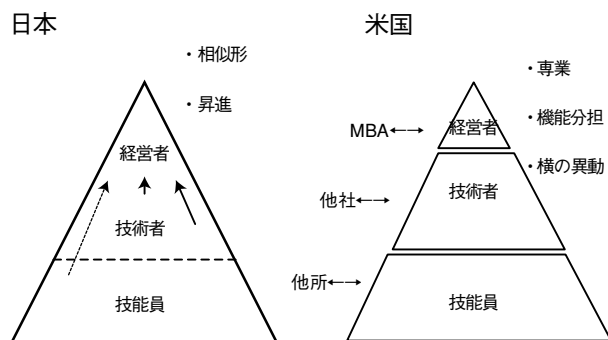 日本
・相似形
・昇進
経営者
技術者
技能員
米国
・専業
・機能分担
・横の異動
MBA←→
経営者
技術者
他社←→
他所←→
技能員